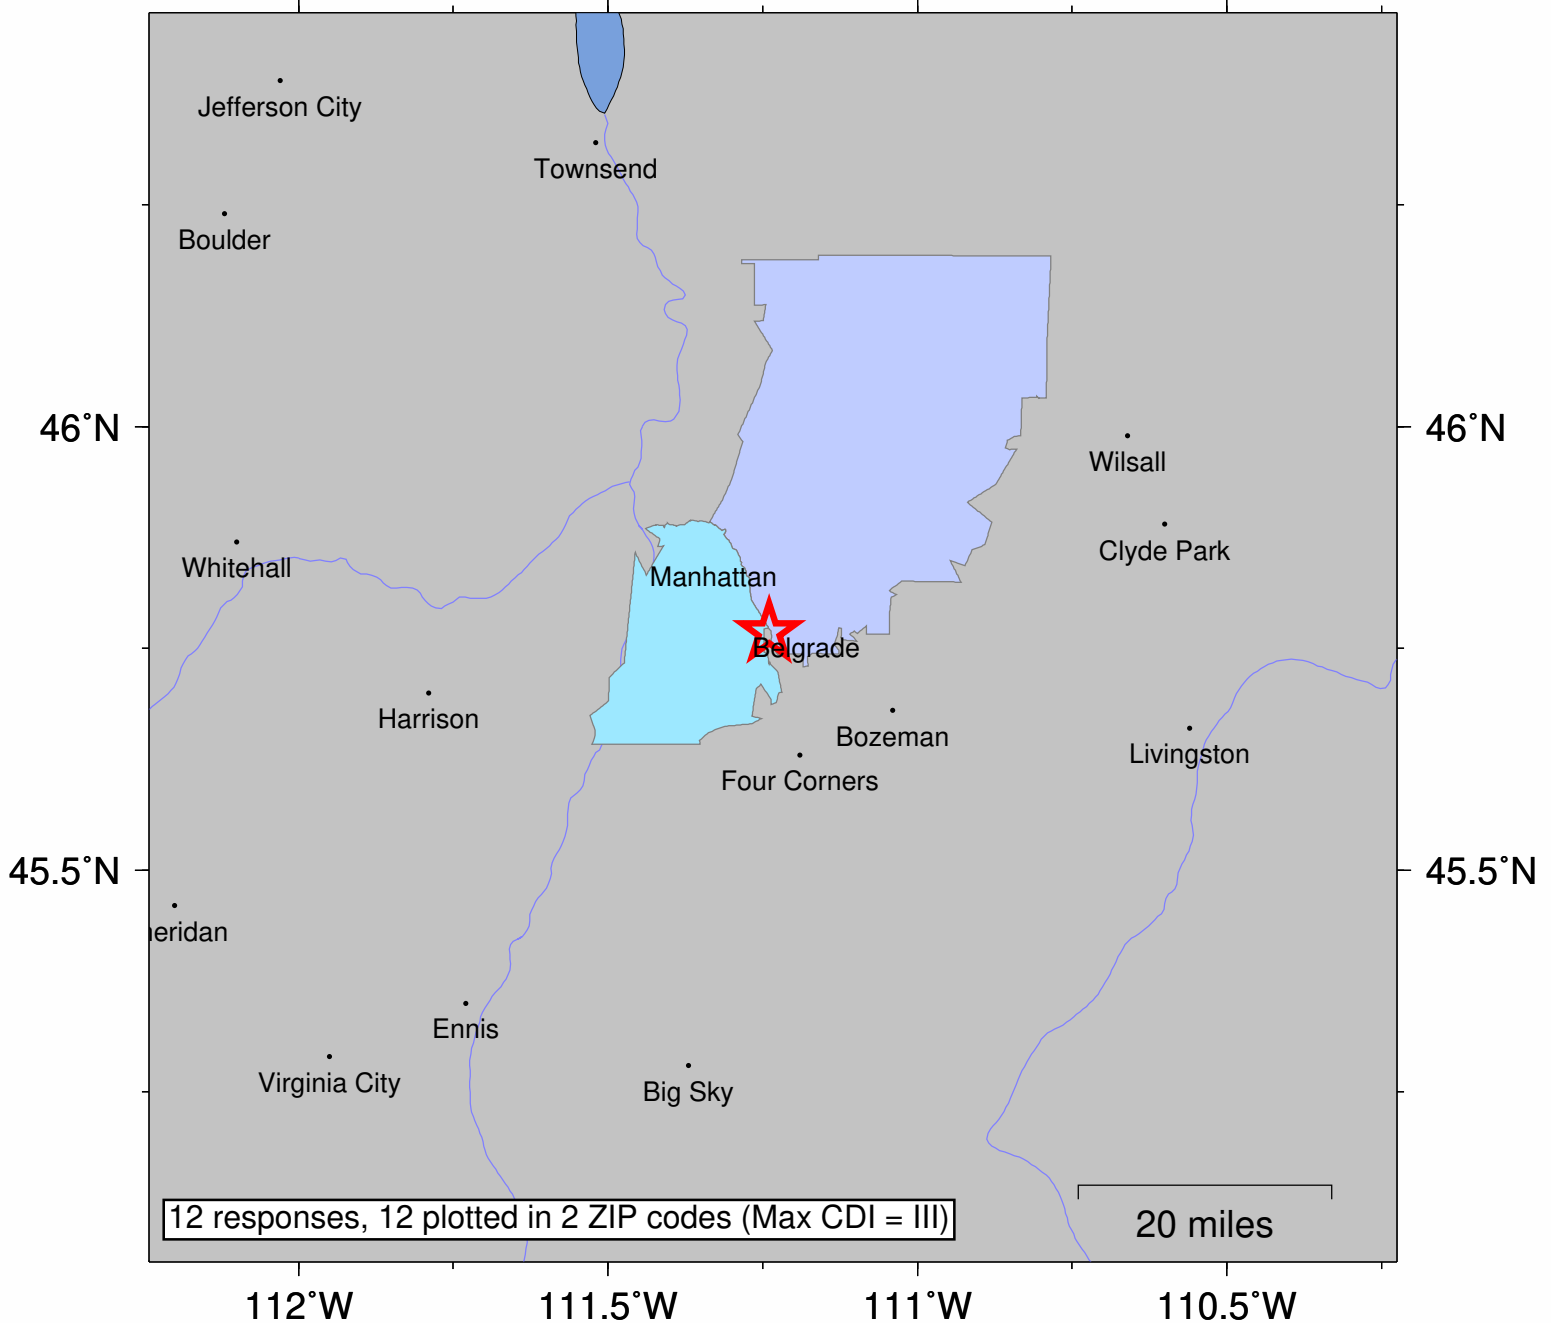 Jefferson City
Townsend
Boulder
46°N
46°N
Wilsall
Clyde Park
Whitehall
Manhattan
Belgrade
Harrison
Bozeman
Livingston
Four Corners
45.5°N
45.5°N
eridan
Ennis
Virginia City
Big Sky
12 responses, 12 plotted in 2 ZIP codes (Max CDI = III)
20 miles
112°W
111.5°W
111°W
110.5°W